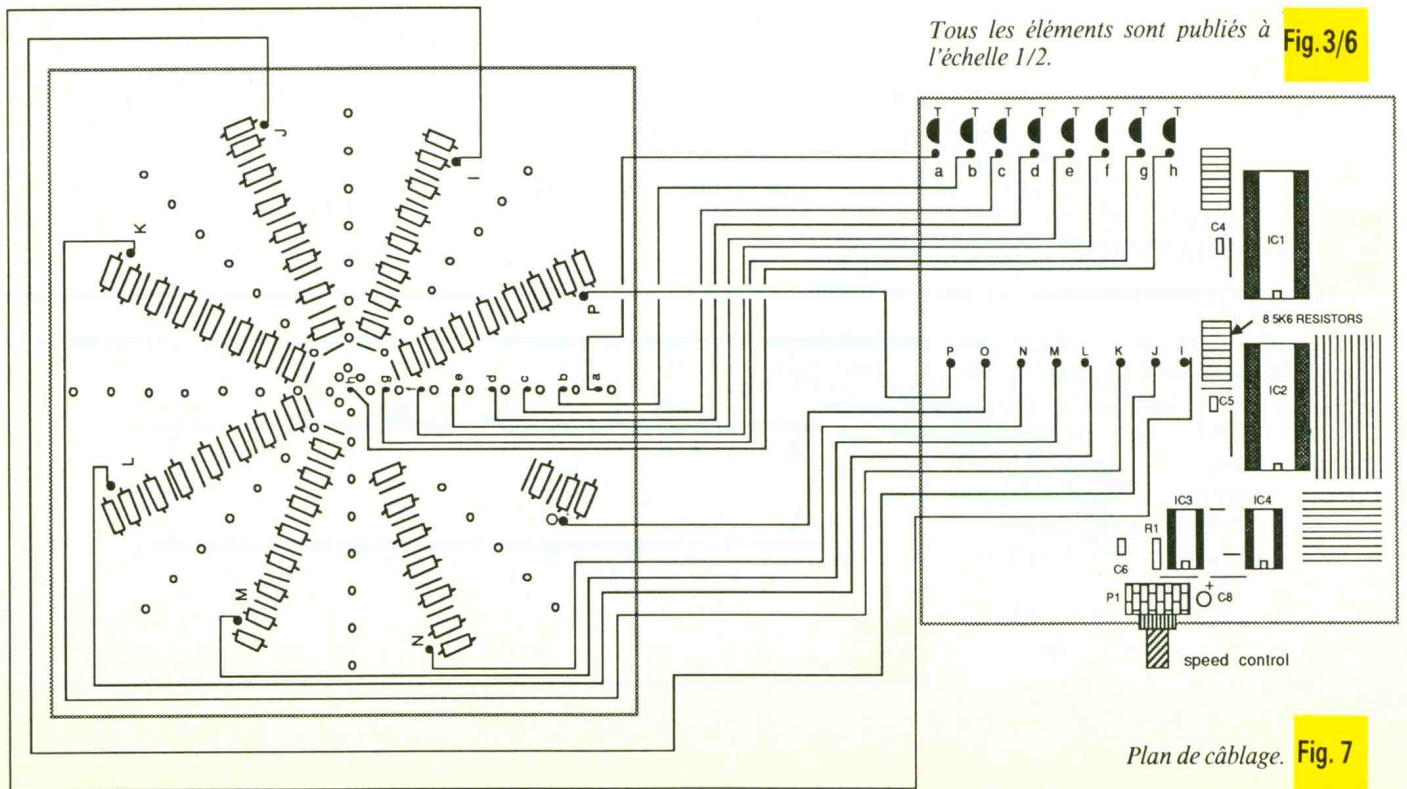 Tous les éléments sont publiés à
l'échelle 1/2.
Fig. 3/6
T T T T T T T T
a b c d e f g h
J
I
K
P
C4
IC1
8 5K6 RESISTORS
P O N M L K J I
h g f e d c b a
C5
IC2
L
O
M
N
IC3
IC4
R1
C6
P1
+
C8
speed control
Plan de câblage.
Fig. 7